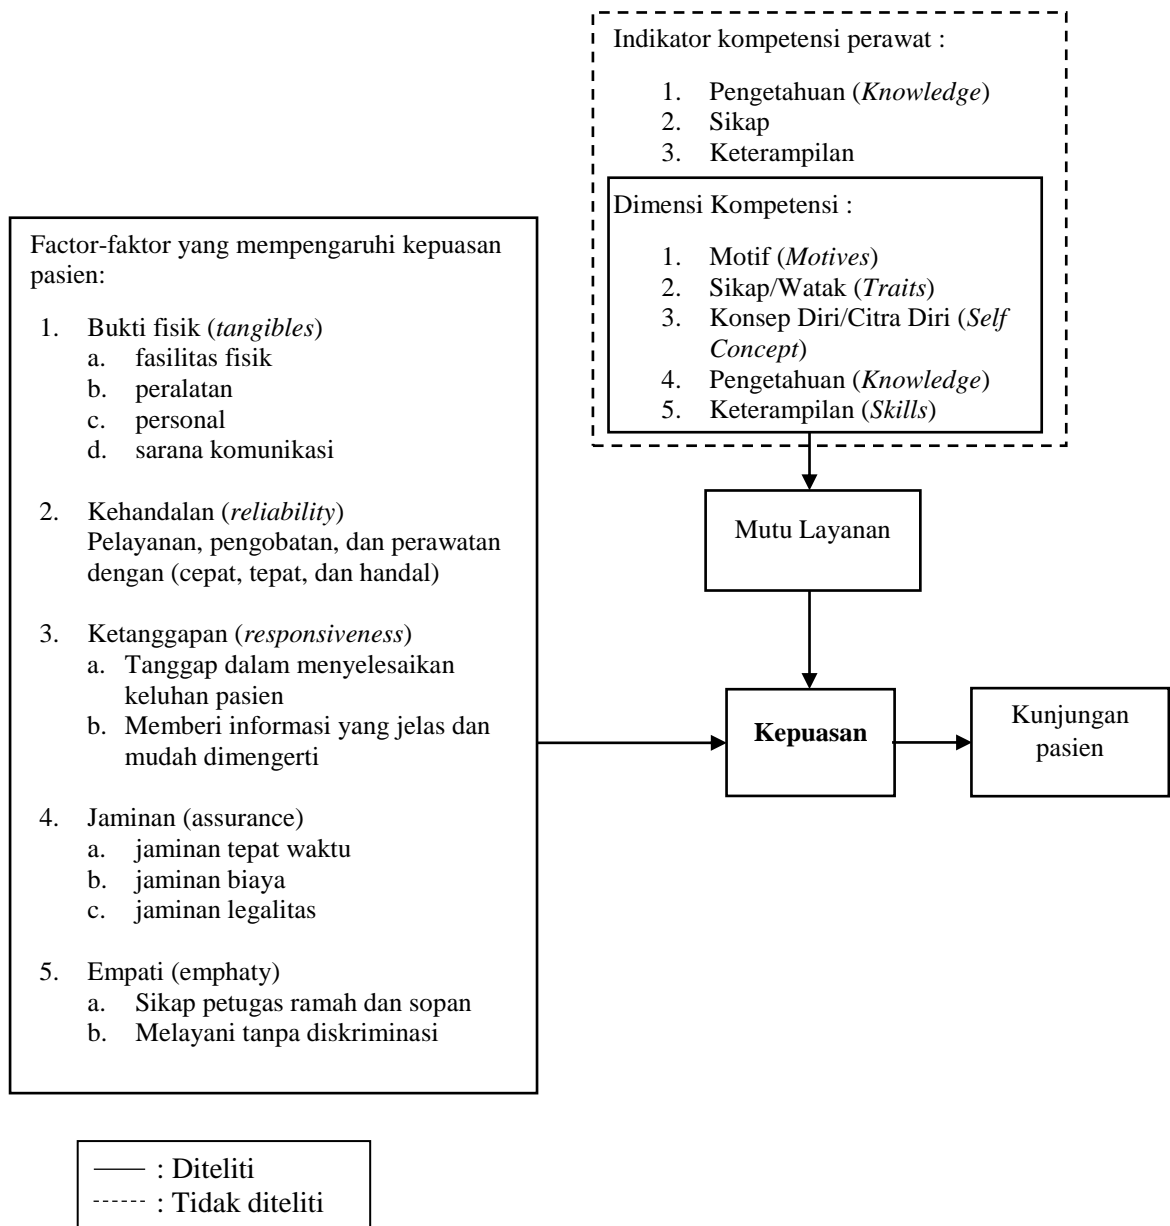 Indikator kompetensi perawat :
1. Pengetahuan (Knowledge)
2. Sikap
3. Keterampilan
Dimensi Kompetensi :
1. Motif (Motives)
2. Sikap/Watak (Traits)
3. Konsep Diri/Citra Diri (Self
Concept)
4. Pengetahuan (Knowledge)
5. Keterampilan (Skills)
Factor-faktor yang mempengaruhi kepuasan
pasien:
1. Bukti fisik (tangibles)
a. fasilitas fisik
b. peralatan
c. personal
d. sarana komunikasi
2. Kehandalan (reliability)
Pelayanan, pengobatan, dan perawatan
dengan (cepat, tepat, dan handal)
3. Ketanggapan (responsiveness)
a. Tanggap dalam menyelesaikan
keluhan pasien
b. Memberi informasi yang jelas dan
mudah dimengerti
4. Jaminan (assurance)
a. jaminan tepat waktu
b. jaminan biaya
c. jaminan legalitas
5. Empati (emphaty)
a. Sikap petugas ramah dan sopan
b. Melayani tanpa diskriminasi
Mutu Layanan
Kepuasan
Kunjungan
pasien
: Diteliti
: Tidak diteliti